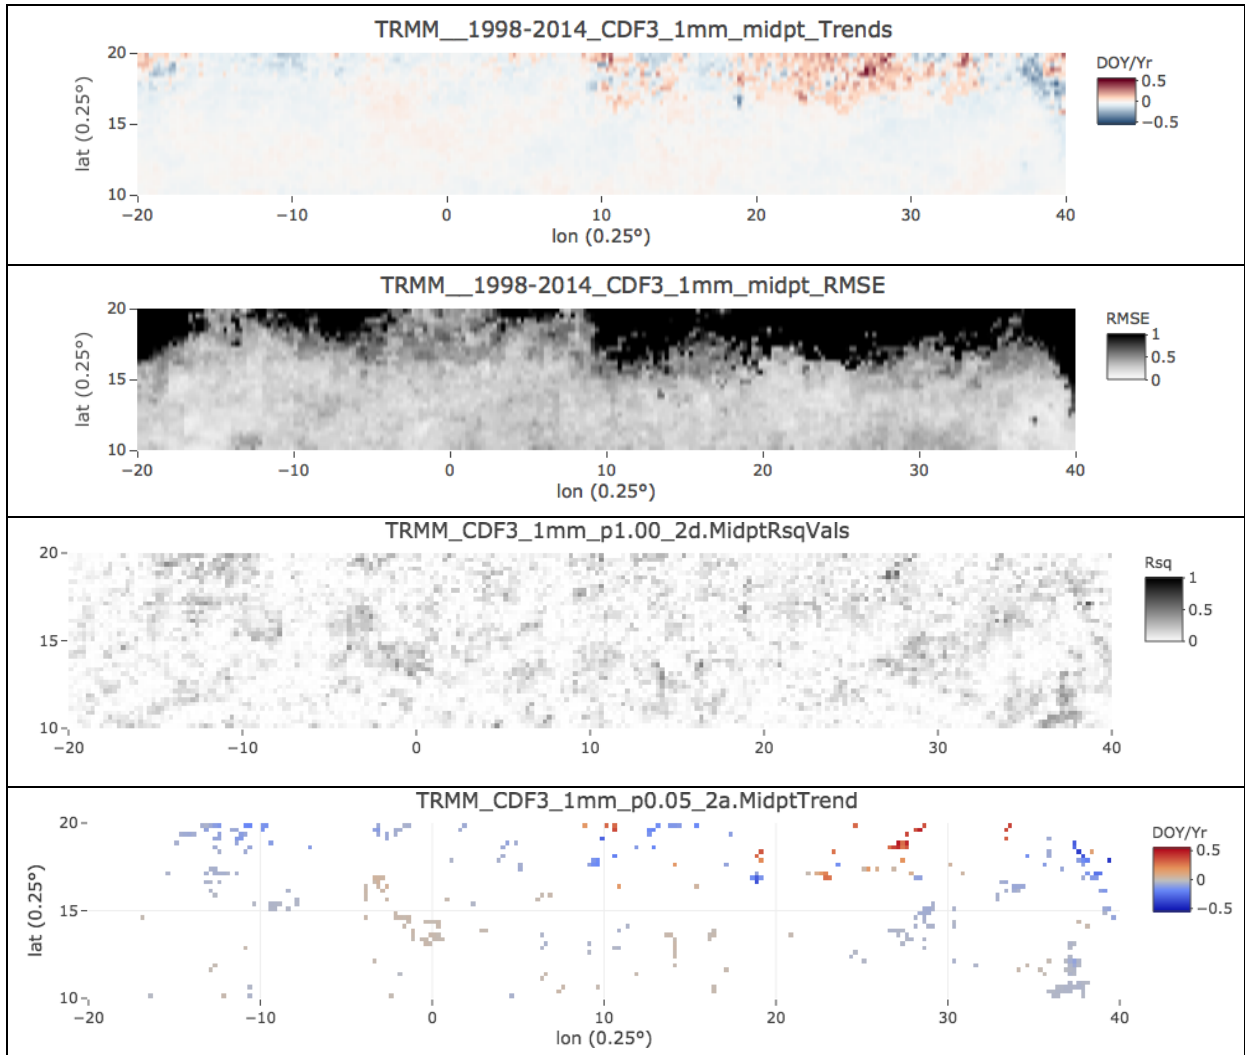 TRMM__1998-2014_CDF3_1mm_midpt_Trends
20
15
10
lat (0.25°)
−20 −10 0 10 20 30 40
lon (0.25°)
DOY/Yr
0.5
0
−0.5
TRMM__1998-2014_CDF3_1mm_midpt_RMSE
20
15
10
lat (0.25°)
−20 −10 0 10 20 30 40
lon (0.25°)
RMSE
1
0.5
0
TRMM_CDF3_1mm_p1.00_2d.MidptRsqVals
20
15
10
−20 −10 0 10 20 30 40
Rsq
1
0.5
0
TRMM_CDF3_1mm_p0.05_2a.MidptTrend
20
15
10
lat (0.25°)
−20 −10 0 10 20 30 40
lon (0.25°)
DOY/Yr
0.5
0
−0.5